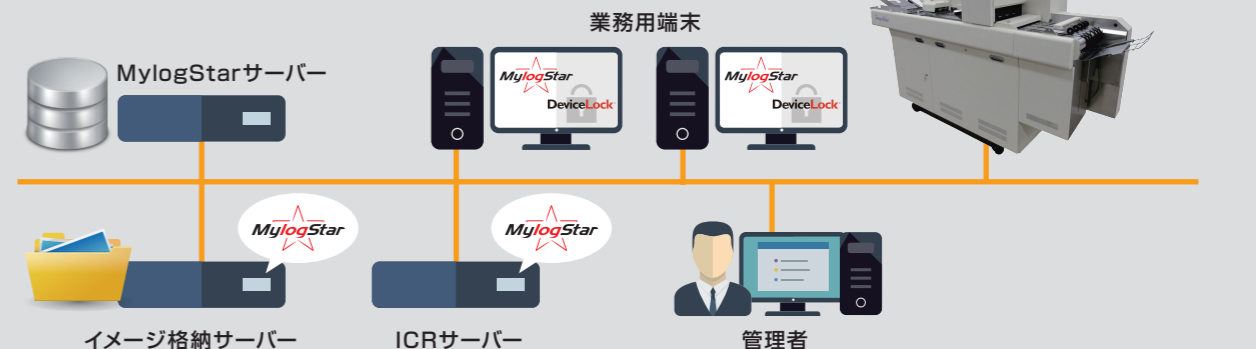 業務用端末
MylogStarサーバー
MylogStar
DeviceLock
MylogStar
DeviceLock
MylogStar
MylogStar
イメージ格納サーバー
ICRサーバー
管理者